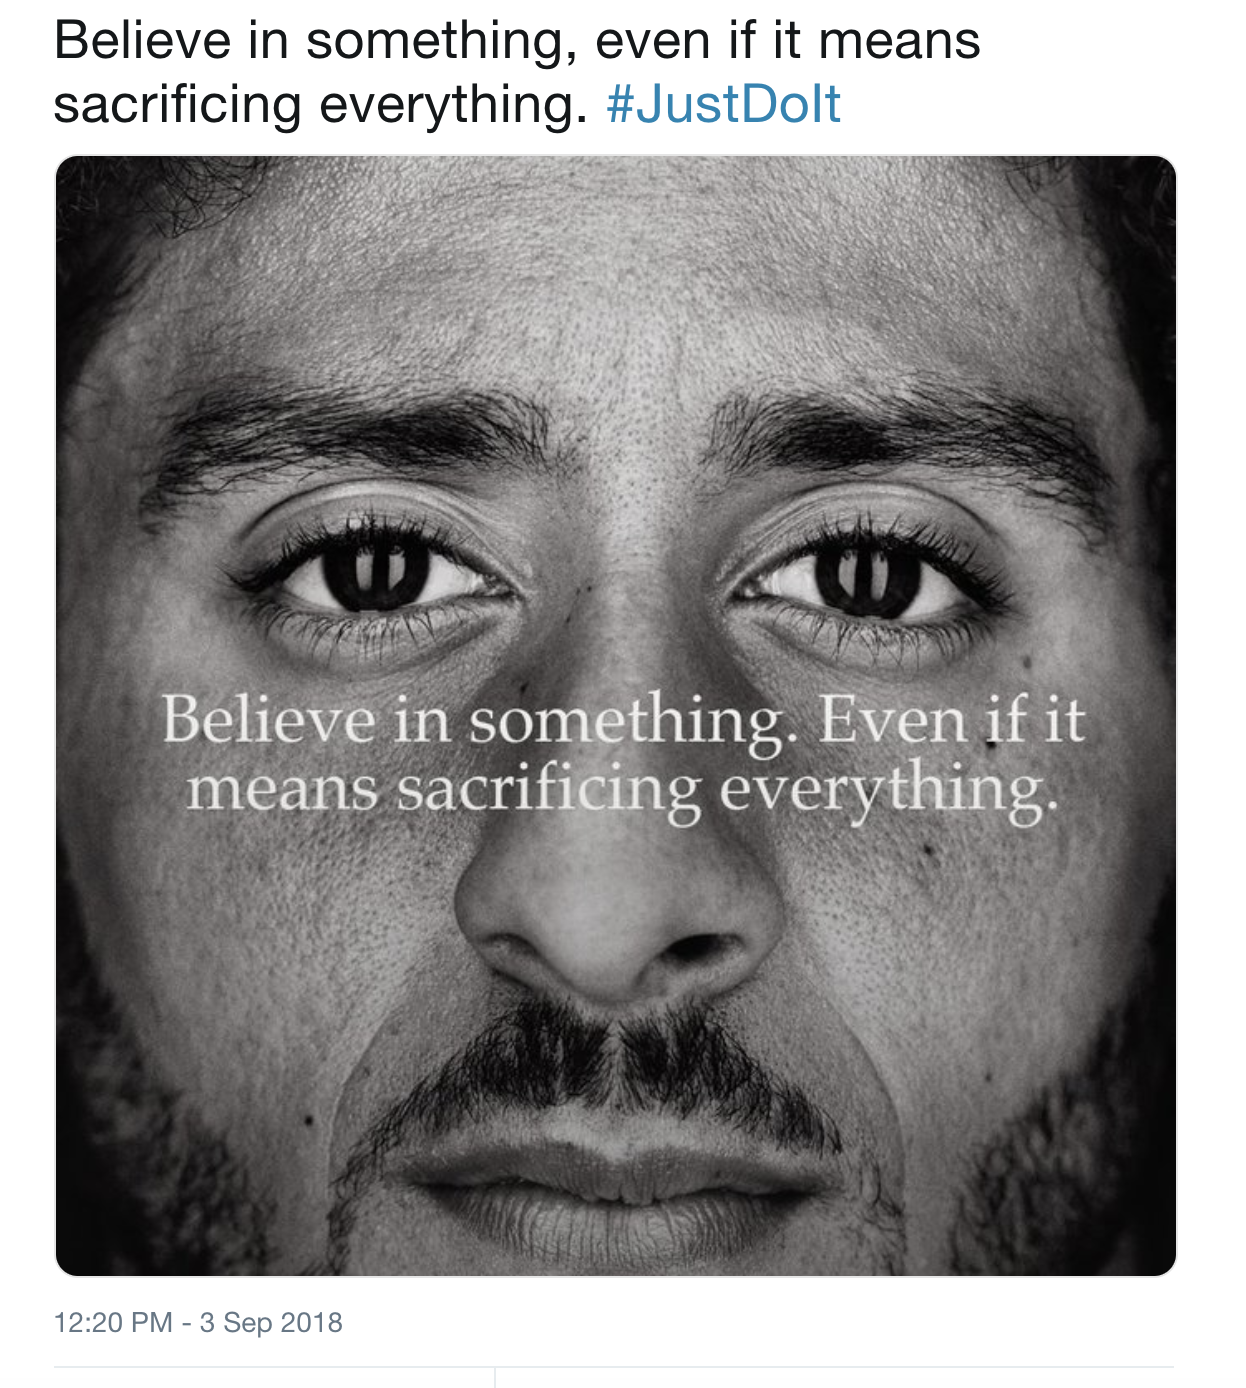 Believe in something, even if it means
sacrificing everything. #JustDoIt
Believe in something. Even if it
means sacrificing everything.
12:20 PM - 3 Sep 2018